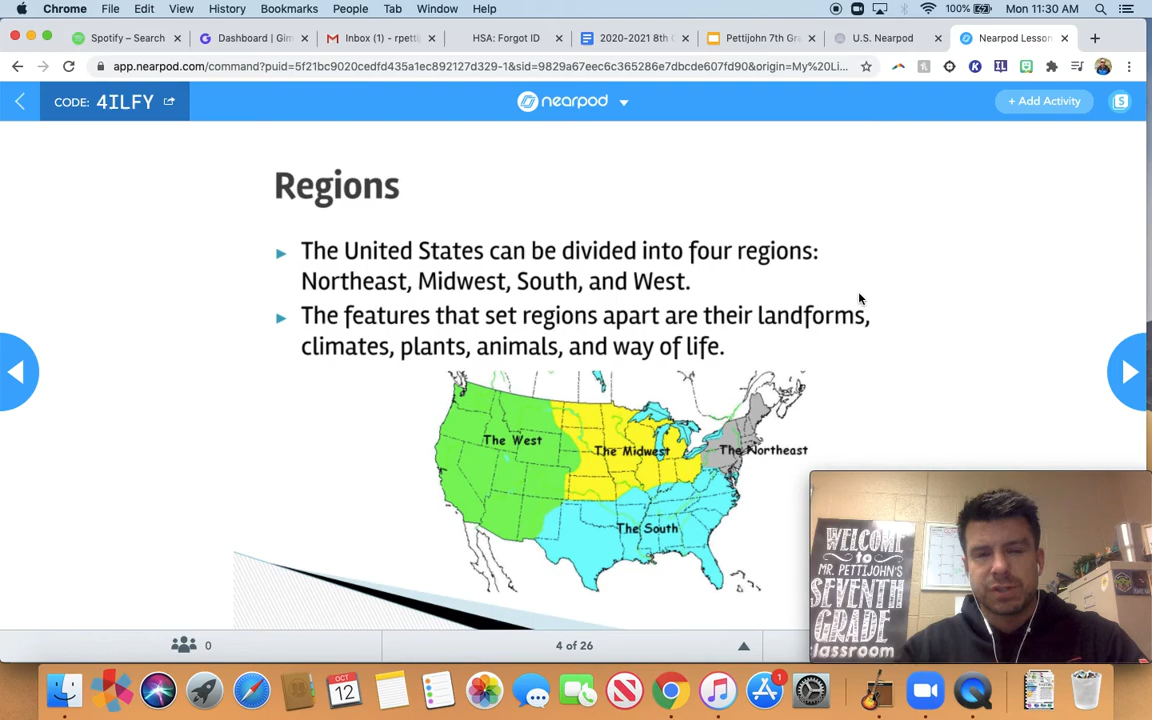 Chrome File Edit View History Bookmarks People Tab Window Help 100% Mon 11:30 AM
Spotify – Search Dashboard | Gim Inbox (1) - rpetti HSA: Forgot ID 2020-2021 8th Pettijohn 7th Gra U.S. Nearpod Nearpod Lesson
app.nearpod.com/command?puid=5f21bc9020cedfd435a1ec892127d329-1&sid=9829a67eec6c365286e7dbcde607fd90&origin=My%20Li...
CODE: 4ILFY nearpod + Add Activity S
Regions
► The United States can be divided into four regions:
Northeast, Midwest, South, and West.
► The features that set regions apart are their landforms,
climates, plants, animals, and way of life.
The West
The Midwest
The Northeast
The South
WELCOME
to
MR. PETTIJOHN'S
SEVENTH
GRADE
classroom
0 4 of 26
OCT
12
1